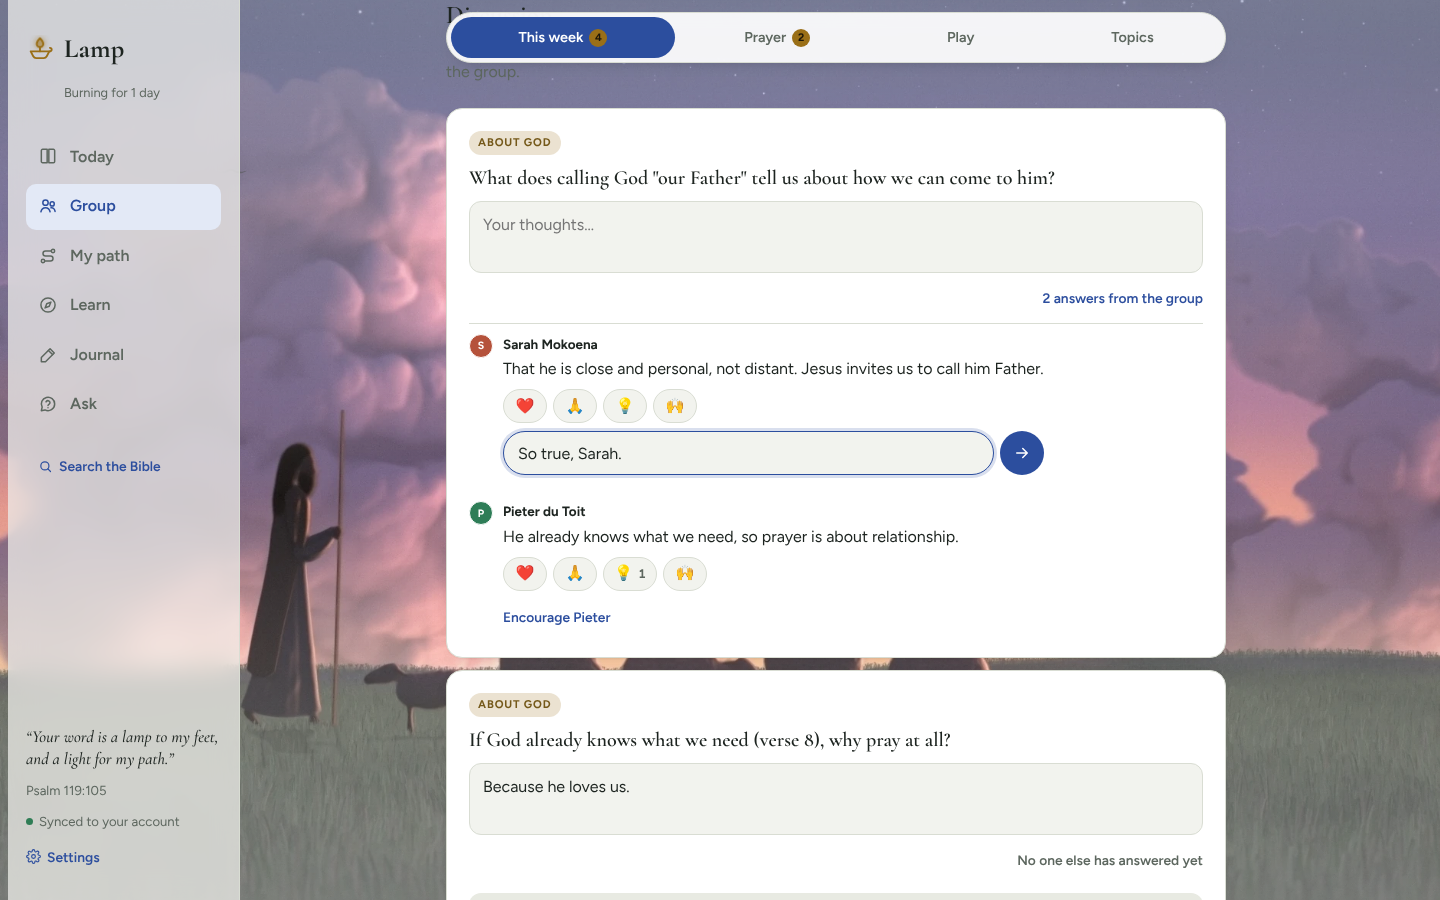 Lamp
Burning for 1 day
Today
Group
My path
Learn
Journal
Ask
Search the Bible
“Your word is a lamp to my feet,
and a light for my path.”
Psalm 119:105
Synced to your account
Settings
This week 4
Prayer 2
Play
Topics
the group.
ABOUT GOD
What does calling God "our Father" tell us about how we can come to him?
Your thoughts...
2 answers from the group
S
Sarah Mokoena
That he is close and personal, not distant. Jesus invites us to call him Father.
So true, Sarah.
P
Pieter du Toit
He already knows what we need, so prayer is about relationship.
1
Encourage Pieter
ABOUT GOD
If God already knows what we need (verse 8), why pray at all?
Because he loves us.
No one else has answered yet